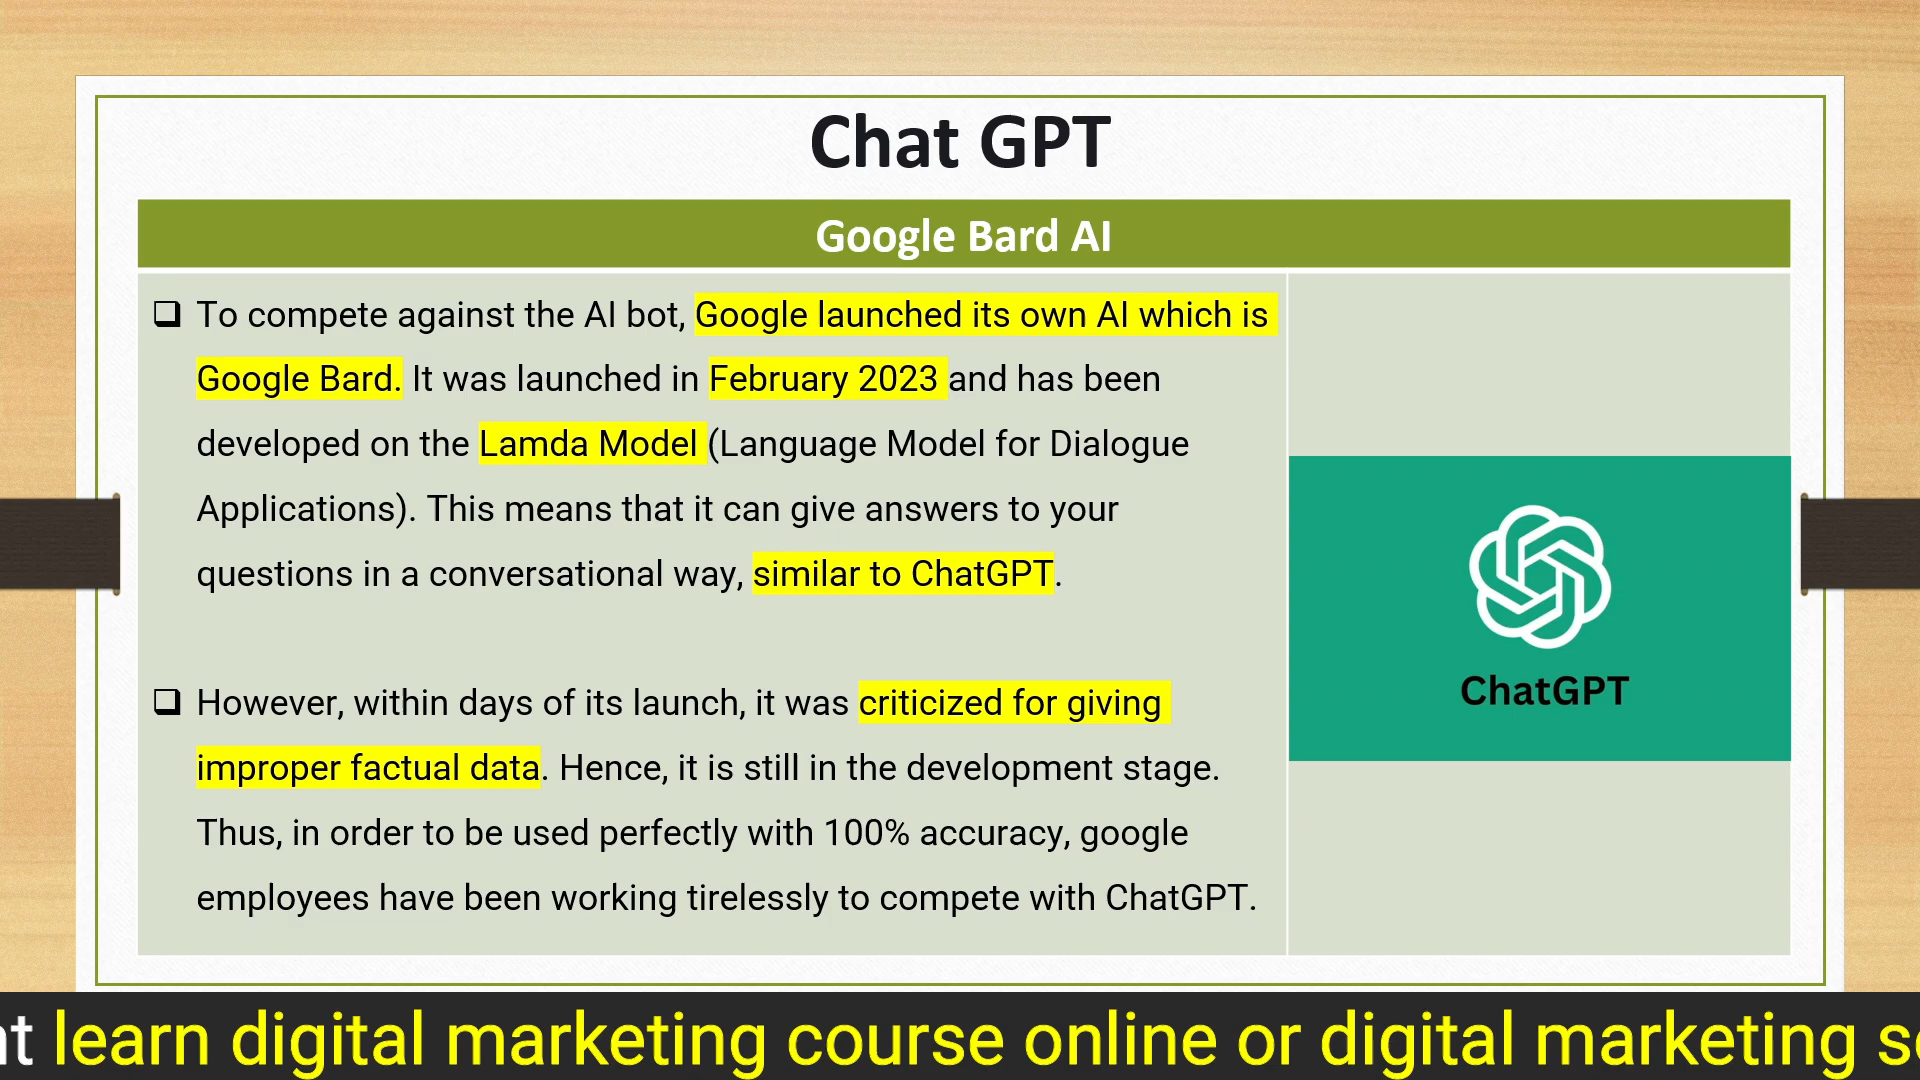 Chat GPT
Google Bard AI
To compete against the AI bot, Google launched its own AI which is
Google Bard. It was launched in February 2023 and has been
developed on the Lamda Model (Language Model for Dialogue
Applications). This means that it can give answers to your
questions in a conversational way, similar to ChatGPT.
However, within days of its launch, it was criticized for giving
improper factual data. Hence, it is still in the development stage.
Thus, in order to be used perfectly with 100% accuracy, google
employees have been working tirelessly to compete with ChatGPT.
ChatGPT
learn digital marketing course online or digital marketing